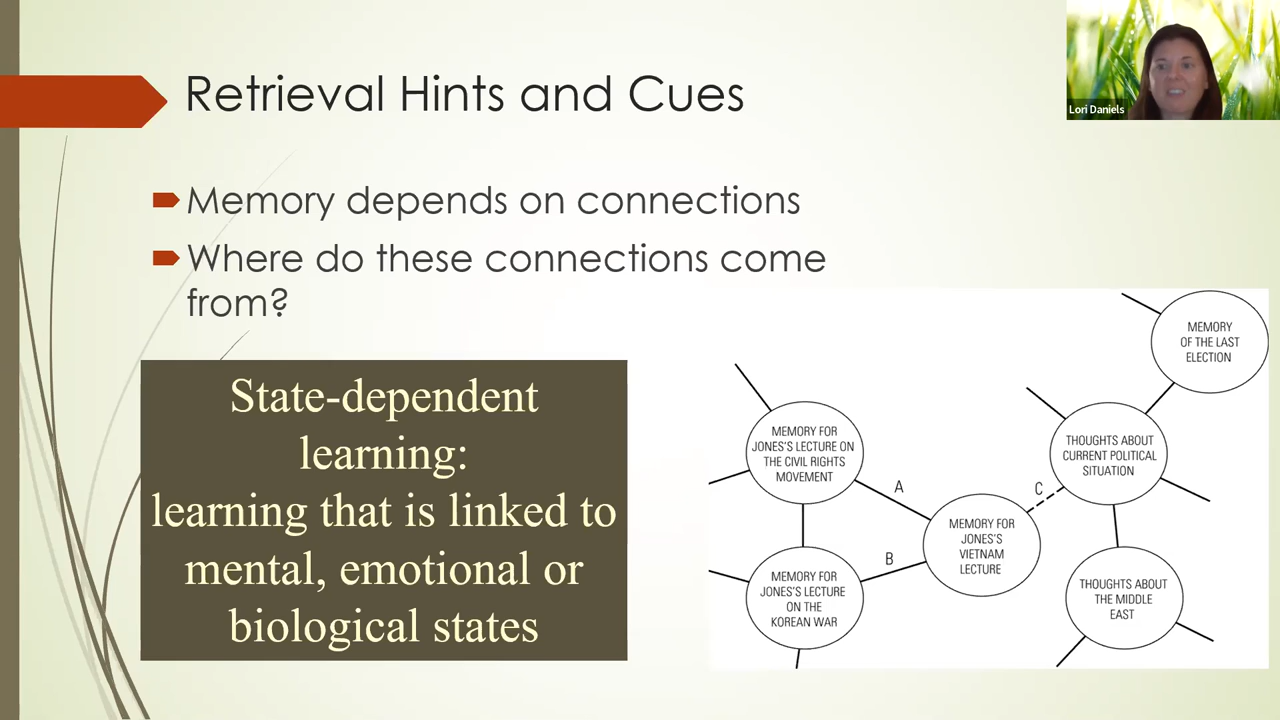 Retrieval Hints and Cues
Lori Daniels
Memory depends on connections
Where do these connections come
from?
State-dependent
learning:
learning that is linked to
mental, emotional or
biological states
MEMORY
OF THE LAST
ELECTION
MEMORY FOR
JONES'S LECTURE ON
THE CIVIL RIGHTS
MOVEMENT
THOUGHTS ABOUT
CURRENT POLITICAL
SITUATION
A
C
MEMORY FOR
JONES'S
VIETNAM
LECTURE
B
MEMORY FOR
JONES'S LECTURE
ON THE
KOREAN WAR
THOUGHTS ABOUT
THE MIDDLE
EAST